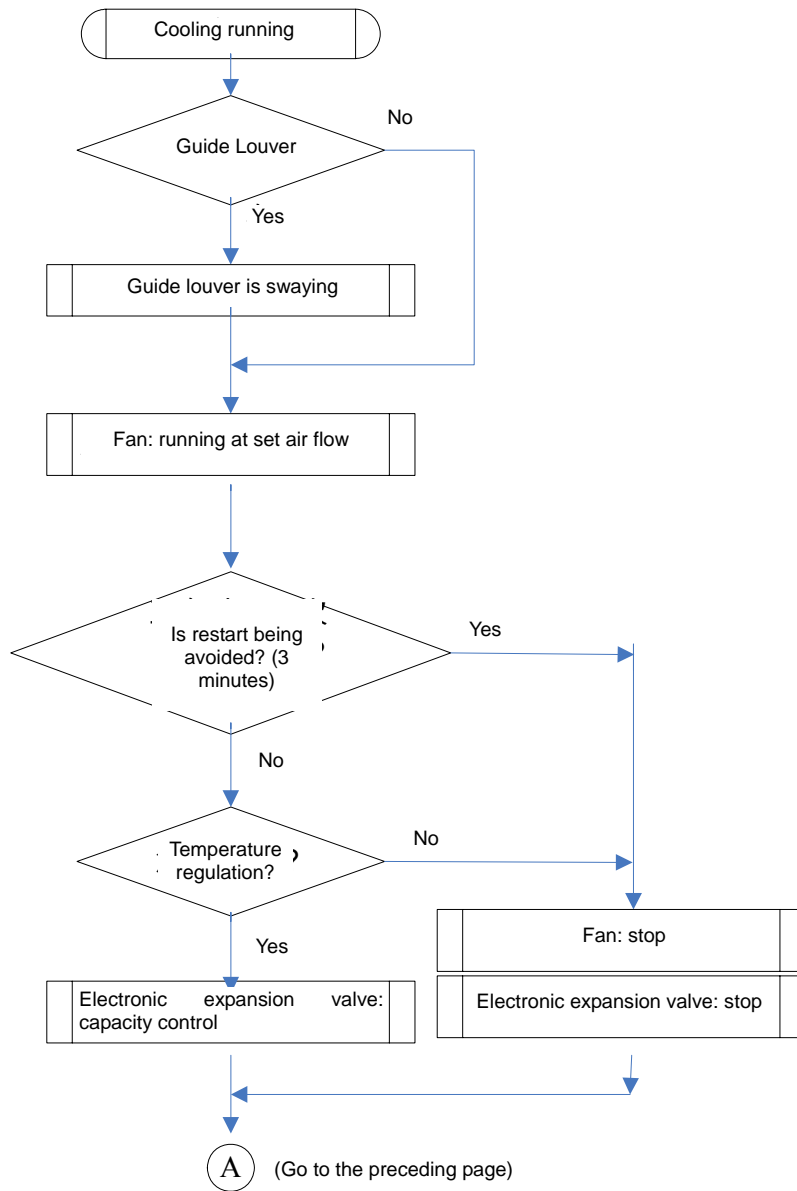 Cooling running
No
Guide Louver
Yes
Guide louver is swaying
Fan: running at set air flow
Is restart being
avoided? (3
minutes)
Yes
No
Temperature
regulation?
No
Yes
Fan: stop
Electronic expansion valve:
capacity control
Electronic expansion valve: stop
A
(Go to the preceding page)